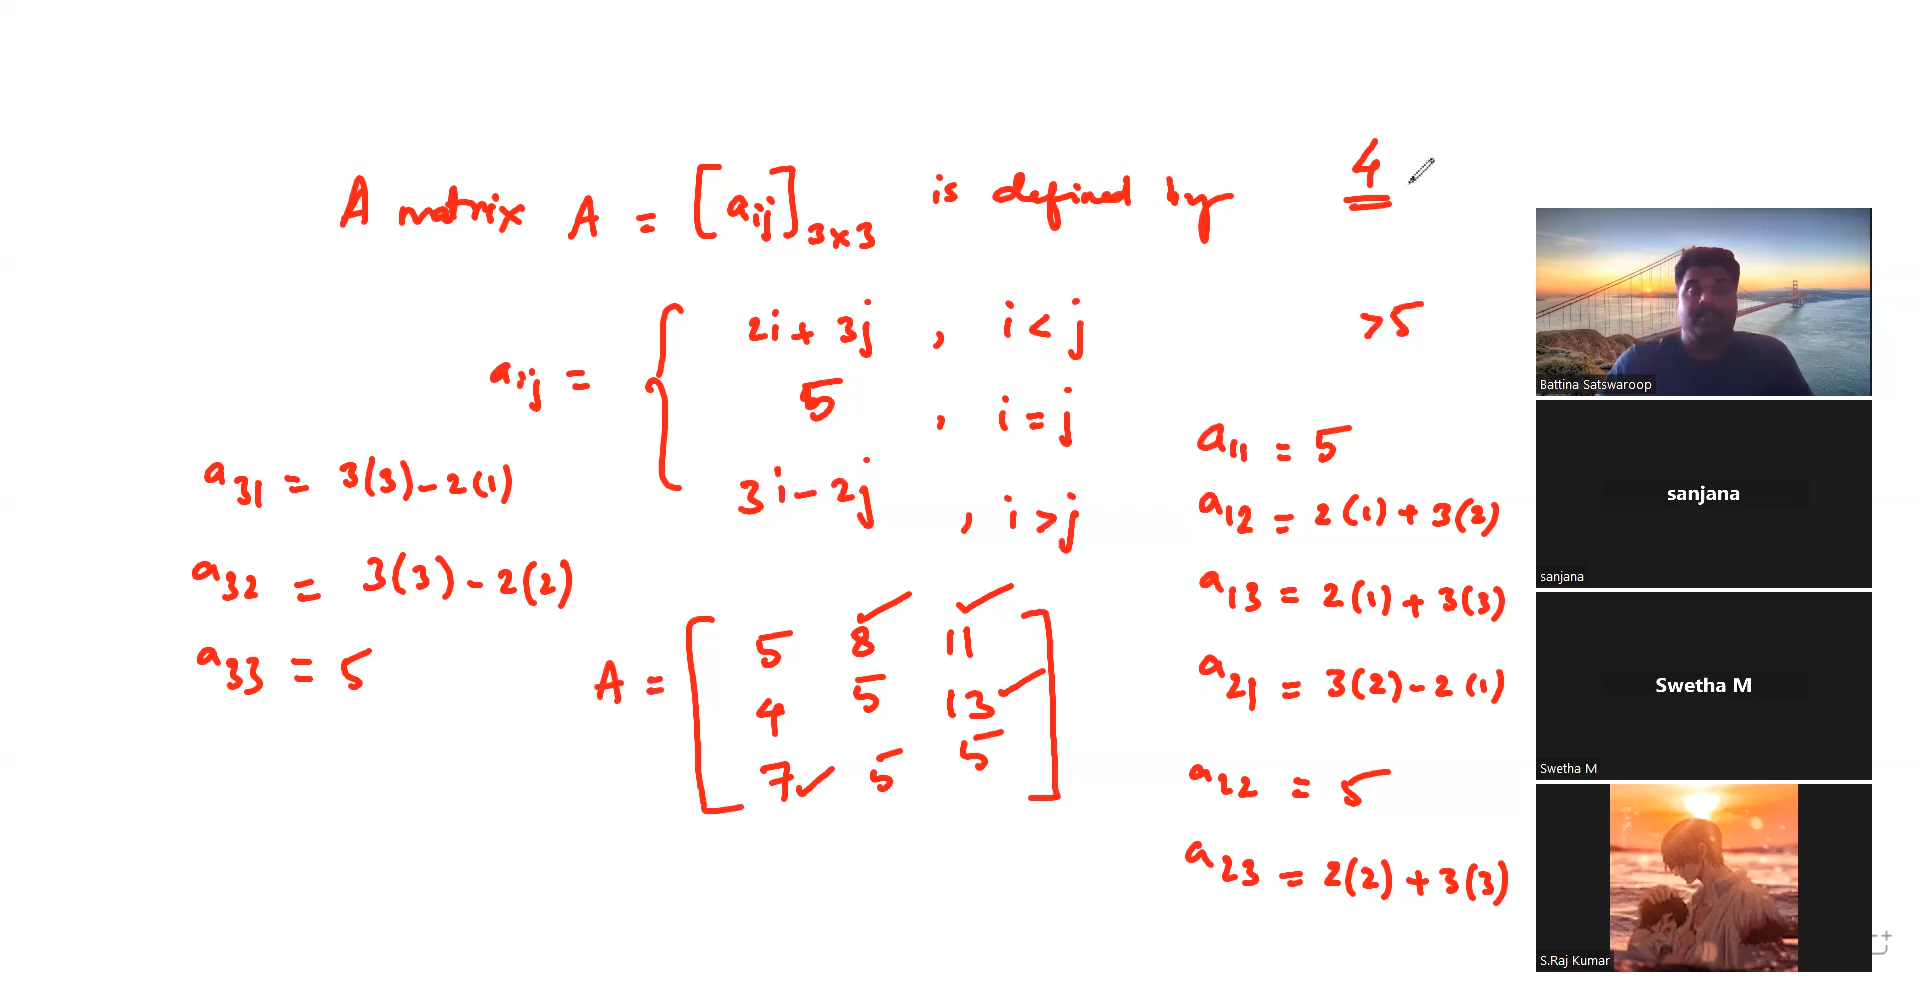 A matrix A = [aij]3×3 is defined by 4
aij = { 2i + 3j , i < j
5 , i = j
3i - 2j , i > j
>5
a11 = 5
a12 = 2(1) + 3(2)
a13 = 2(1) + 3(3)
a21 = 3(2) - 2(1)
a22 = 5
a23 = 2(2) + 3(3)
a31 = 3(3) - 2(1)
a32 = 3(3) - 2(2)
a33 = 5
A = [ 5 8 ✓ 11 ✓
4 5 13 ✓
7 ✓ 5 5 ]
Battina Satswaroop
sanjana
sanjana
Swetha M
Swetha M
S.Raj Kumar